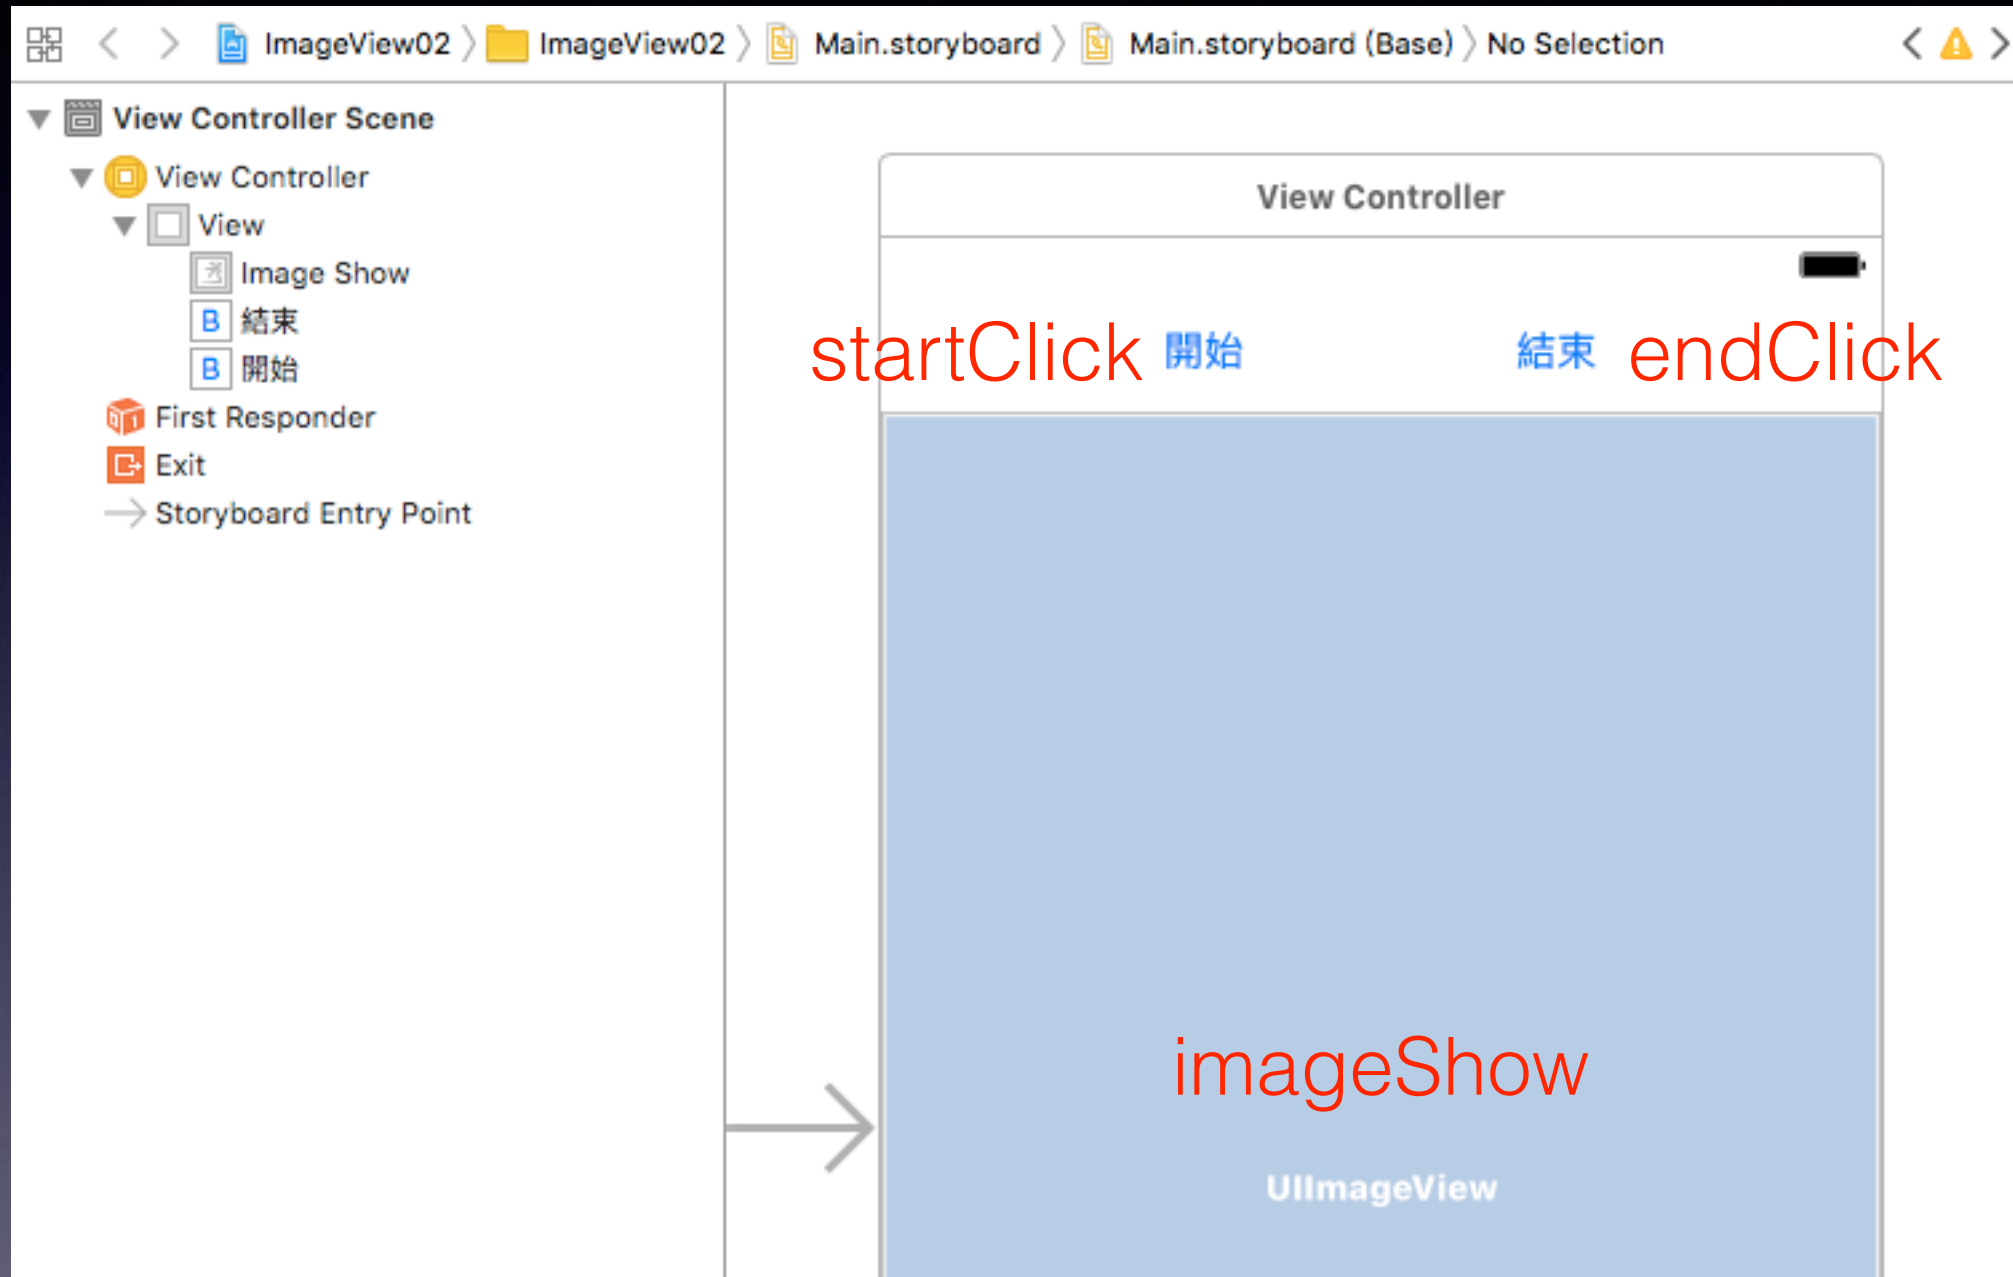 ImageView02 〉 ImageView02 〉 Main.storyboard 〉 Main.storyboard (Base) 〉 No Selection
View Controller Scene
View Controller
View
Image Show
B 結束
B 開始
First Responder
Exit
Storyboard Entry Point
View Controller
startClick 開始 結束 endClick
imageShow
UIImageView